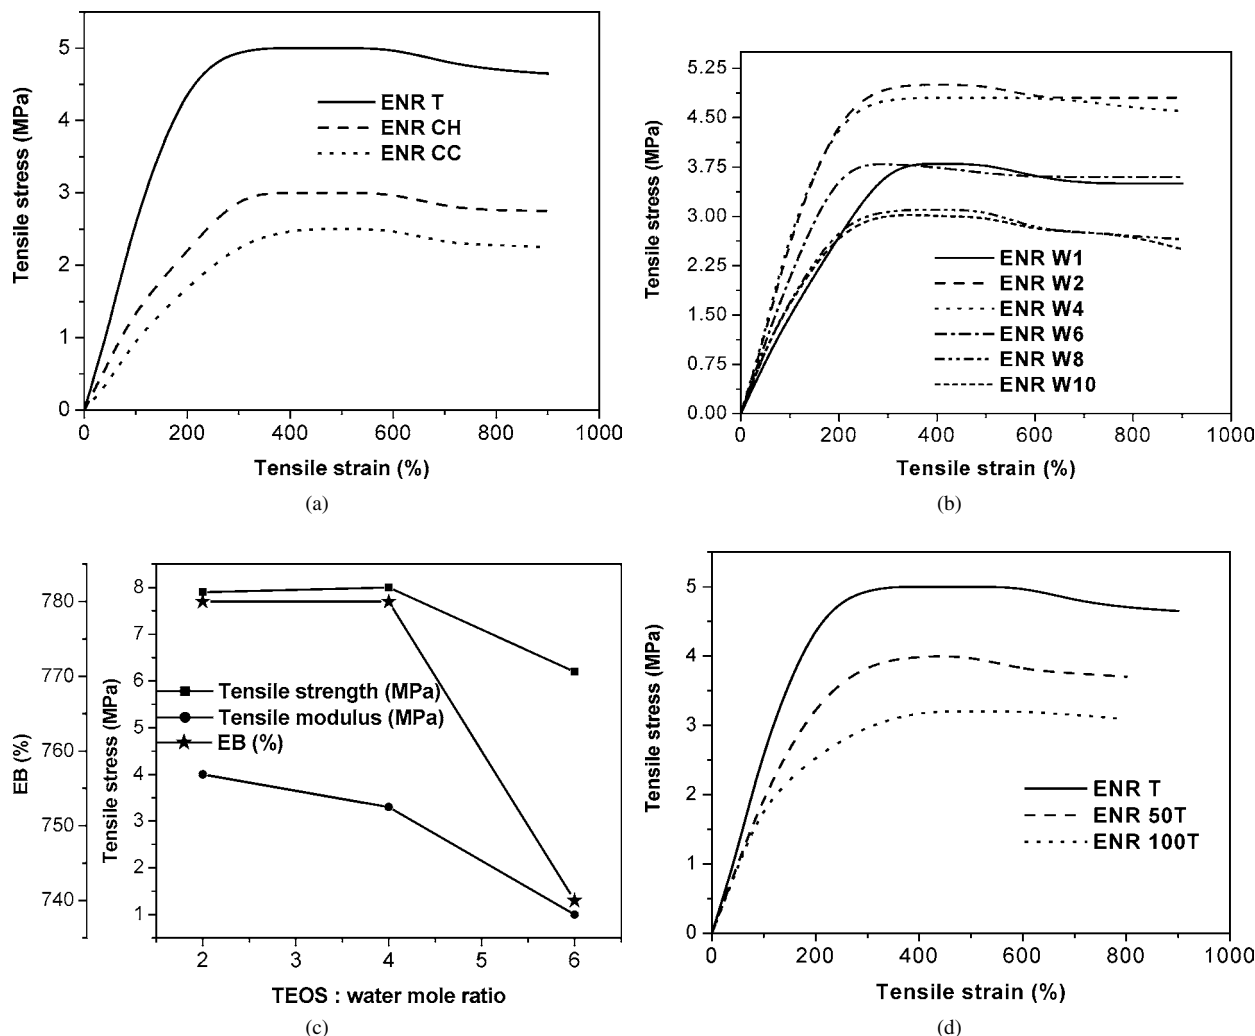 5
4
3
2
1
0
Tensile stress (MPa)
ENR T
ENR CH
ENR CC
0 200 400 600 800 1000
Tensile strain (%)
(a)
5.25
4.50
3.75
3.00
2.25
1.50
0.75
0.00
Tensile stress (MPa)
ENR W1
ENR W2
ENR W4
ENR W6
ENR W8
ENR W10
0 200 400 600 800 1000
Tensile strain (%)
(b)
780
770
760
750
740
EB (%)
8
7
6
5
4
3
2
1
Tensile stress (MPa)
Tensile strength (MPa)
Tensile modulus (MPa)
EB (%)
2 3 4 5 6
TEOS : water mole ratio
(c)
5
4
3
2
1
0
Tensile stress (MPa)
ENR T
ENR 50T
ENR 100T
0 200 400 600 800 1000
Tensile strain (%)
(d)